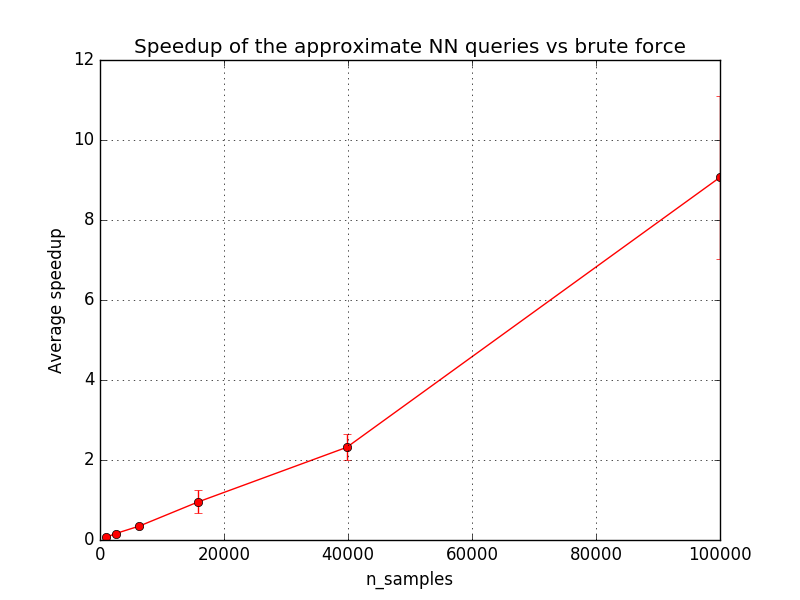 Speedup of the approximate NN queries vs brute force
12
10
8
6
4
2
0
Average speedup
0 20000 40000 60000 80000 100000
n_samples